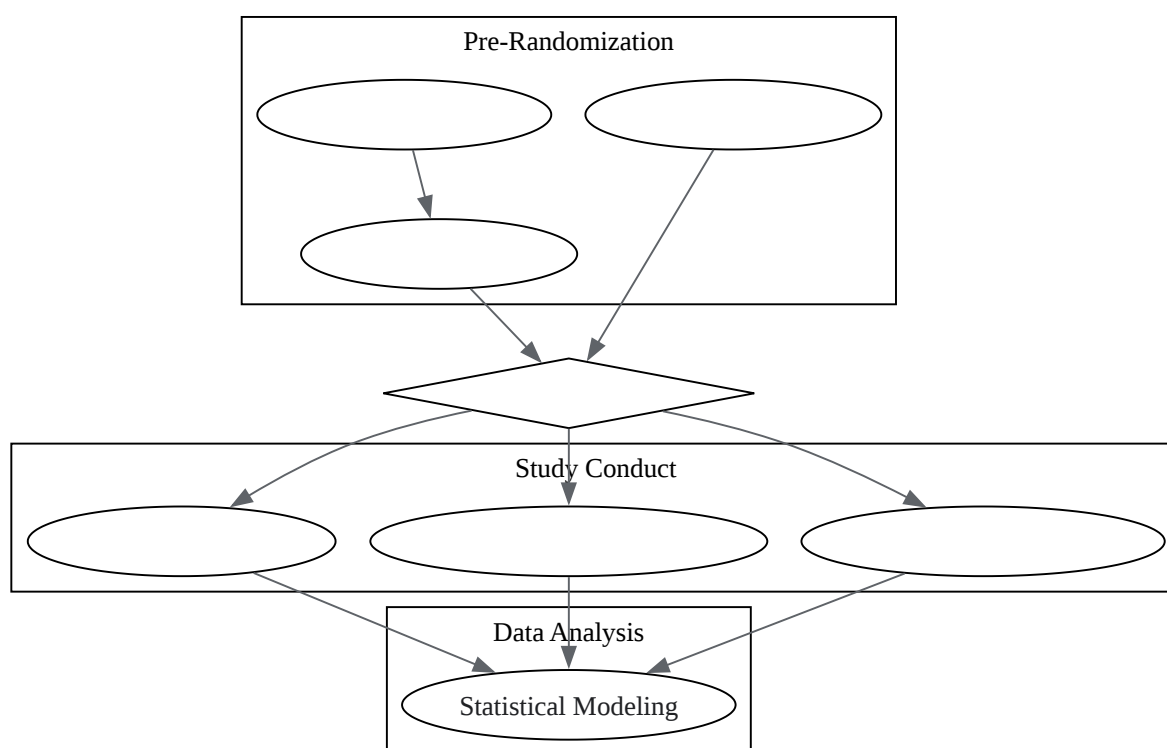 Pre-Randomization
Study Conduct
Data Analysis
Statistical Modeling